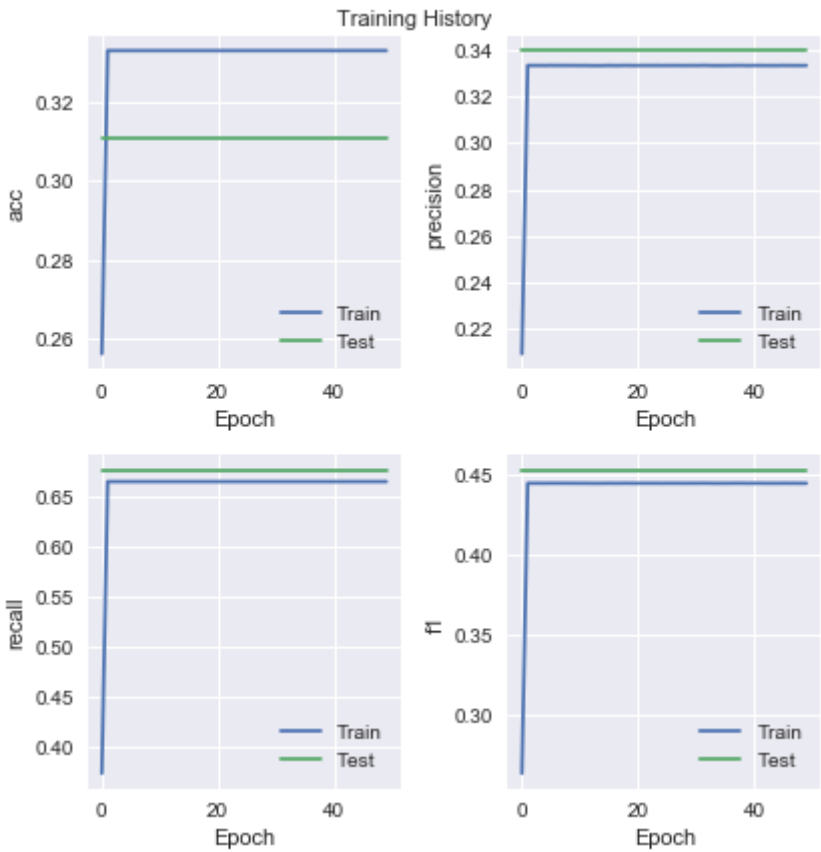 Training History
acc
0.32
0.30
0.28
0.26
0 20 40
Epoch
Train
Test
precision
0.34
0.32
0.30
0.28
0.26
0.24
0.22
0 20 40
Epoch
Train
Test
recall
0.65
0.60
0.55
0.50
0.45
0.40
0 20 40
Epoch
Train
Test
f1
0.45
0.40
0.35
0.30
0 20 40
Epoch
Train
Test